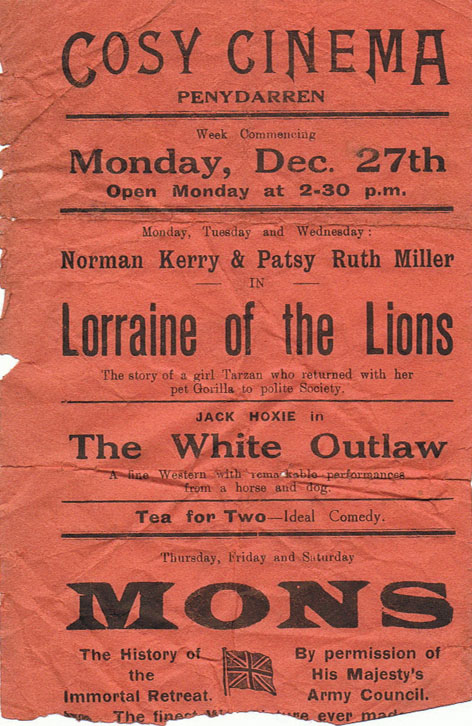 COSY CINEMA
PENYDARREN
Week Commencing
Monday, Dec. 27th
Open Monday at 2-30 p.m.
Monday, Tuesday and Wednesday:
Norman Kerry & Patsy Ruth Miller
— IN —
Lorraine of the Lions
The story of a girl Tarzan who returned with her
pet Gorilla to polite Society.
JACK HOXIE in
The White Outlaw
A fine Western with remarkable performances
from a horse and dog.
Tea for Two—Ideal Comedy.
Thursday, Friday and Saturday
MONS
The History of
the
Immortal Retreat.
By permission of
His Majesty's
Army Council.
The finest ever made